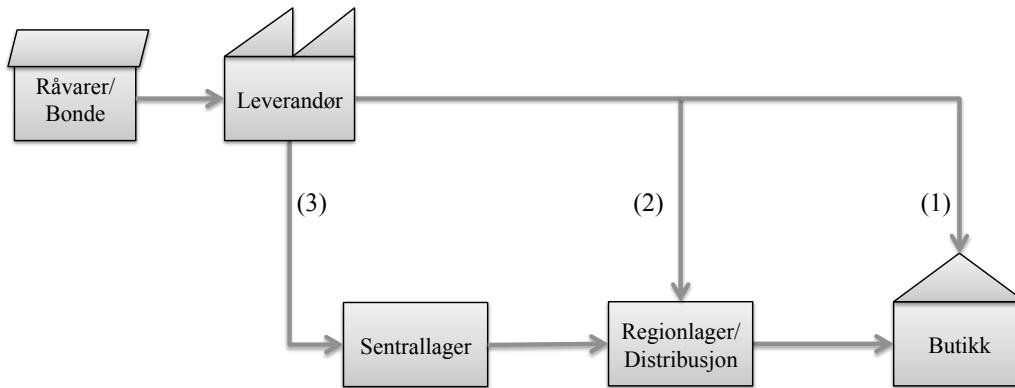 Råvarer/
Bonde
Leverandør
(3)
(2)
(1)
Sentrallager
Regionlager/
Distribusjon
Butikk